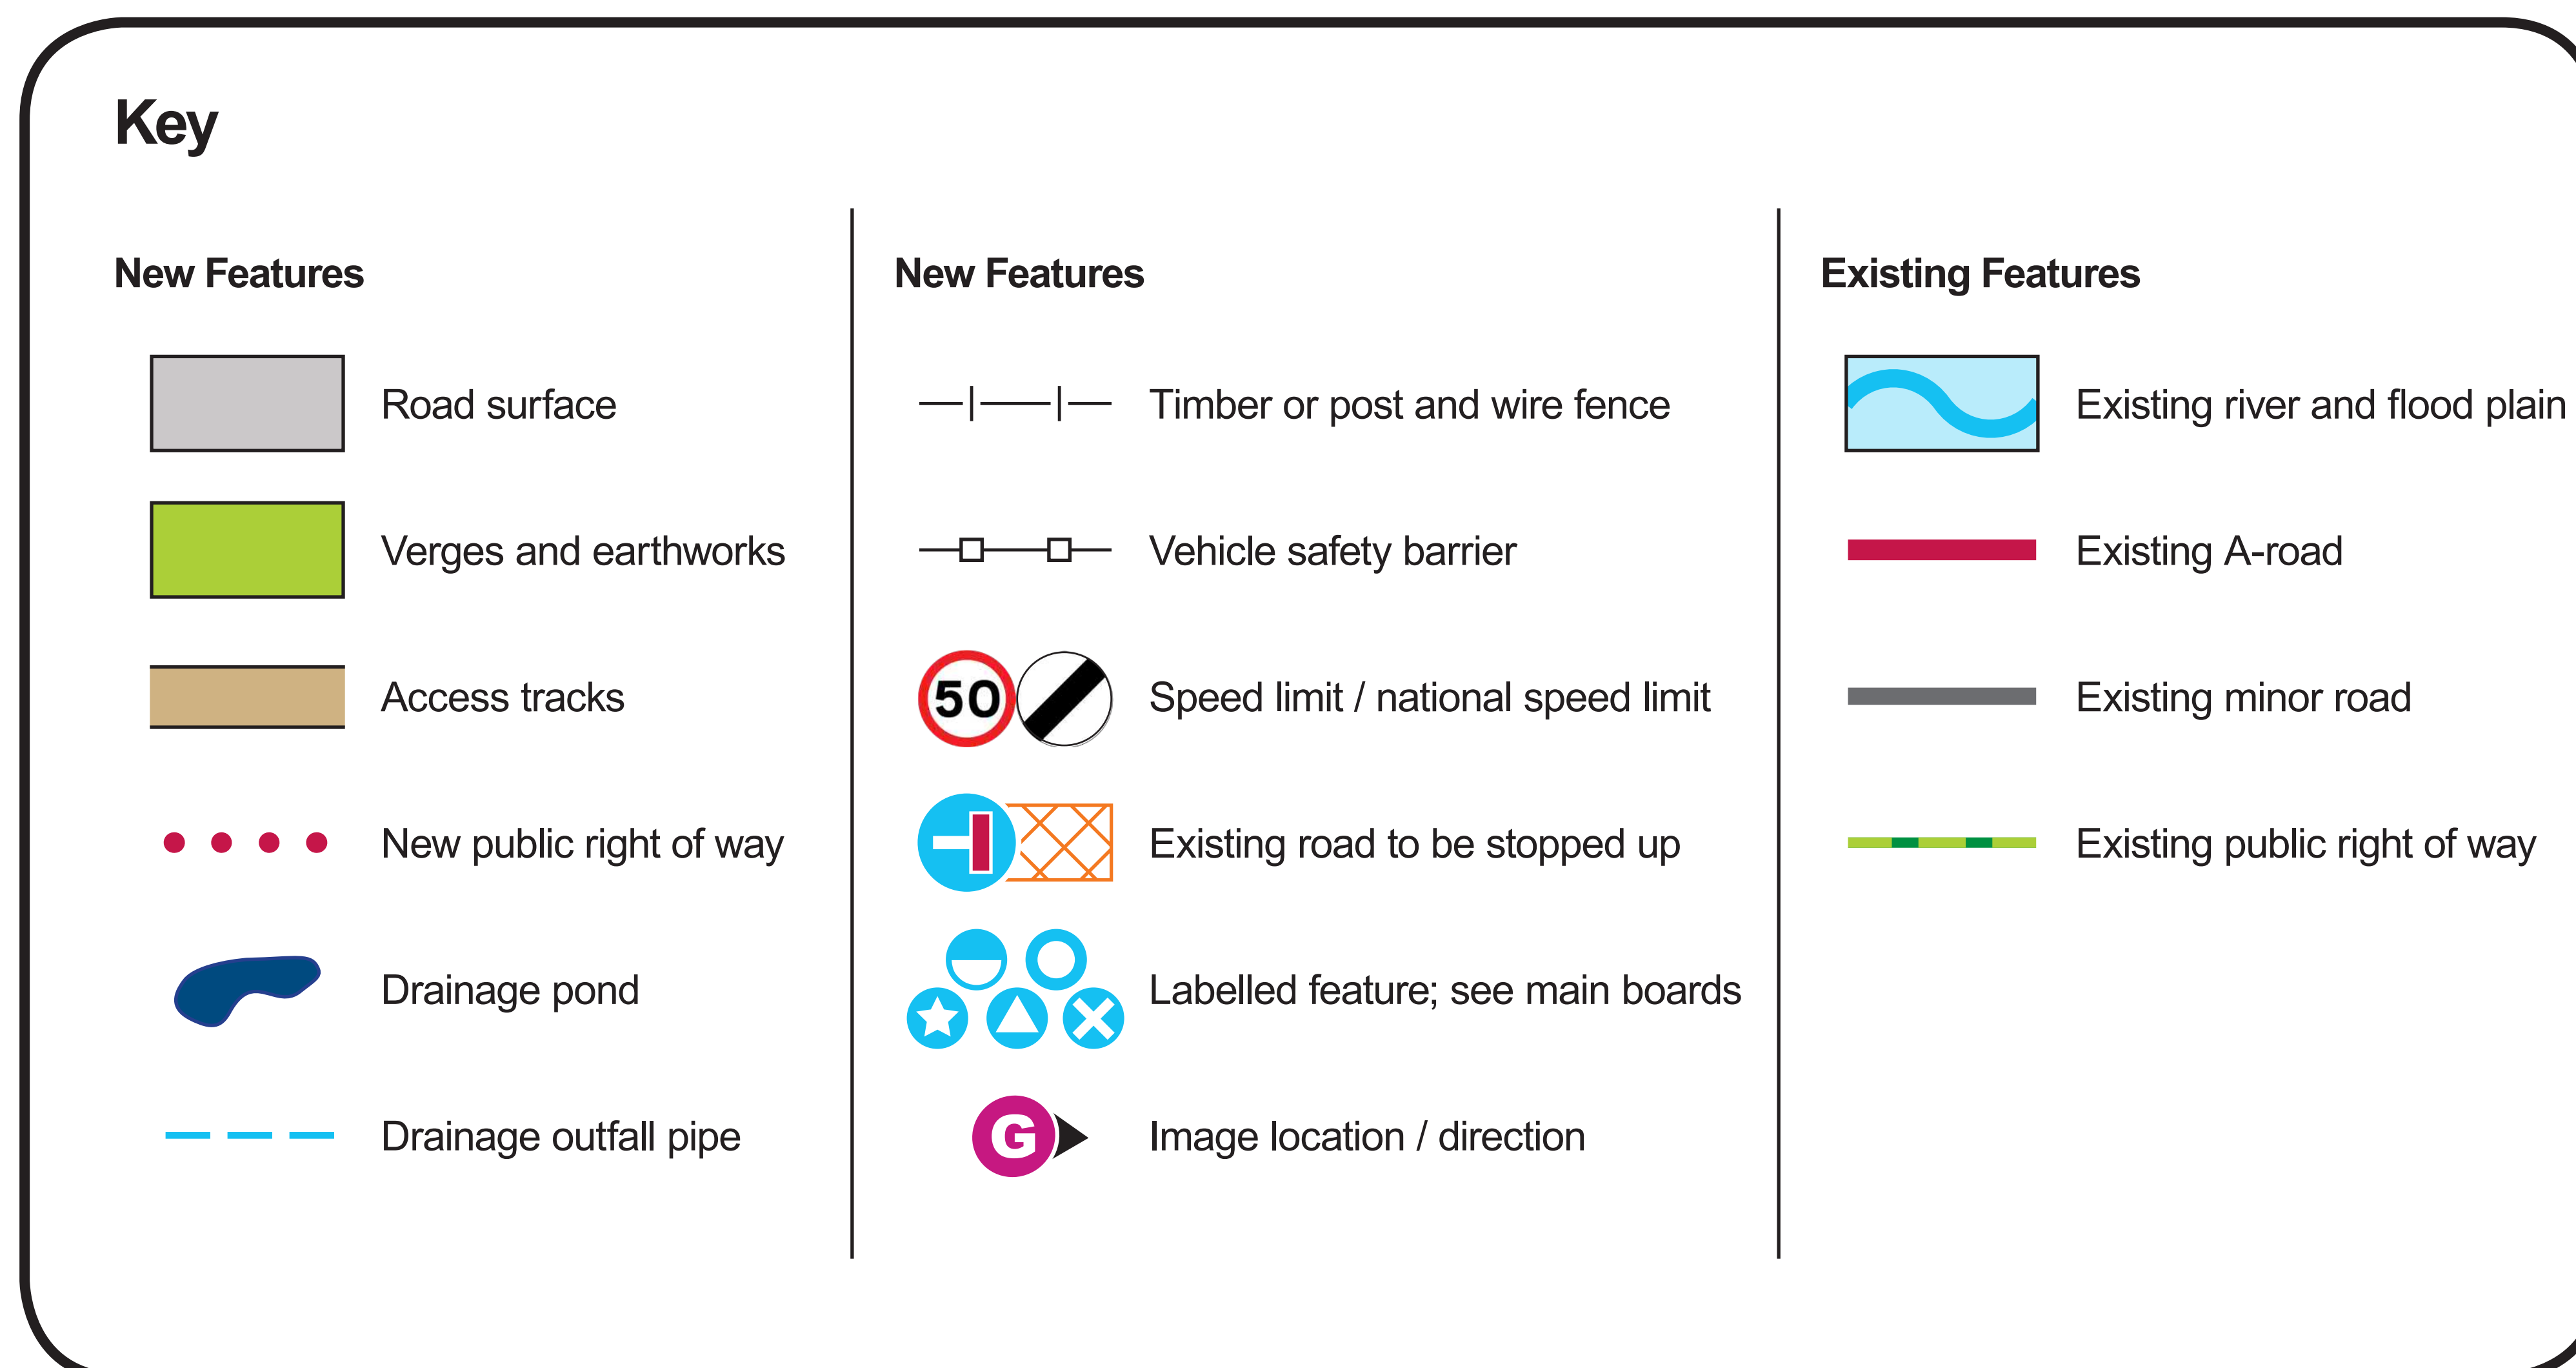 Key
New Features
Road surface
Verges and earthworks
Access tracks
New public right of way
Drainage pond
Drainage outfall pipe
New Features
Timber or post and wire fence
Vehicle safety barrier
50
Speed limit / national speed limit
Existing road to be stopped up
Labelled feature; see main boards
G
Image location / direction
Existing Features
Existing river and flood plain
Existing A-road
Existing minor road
Existing public right of way